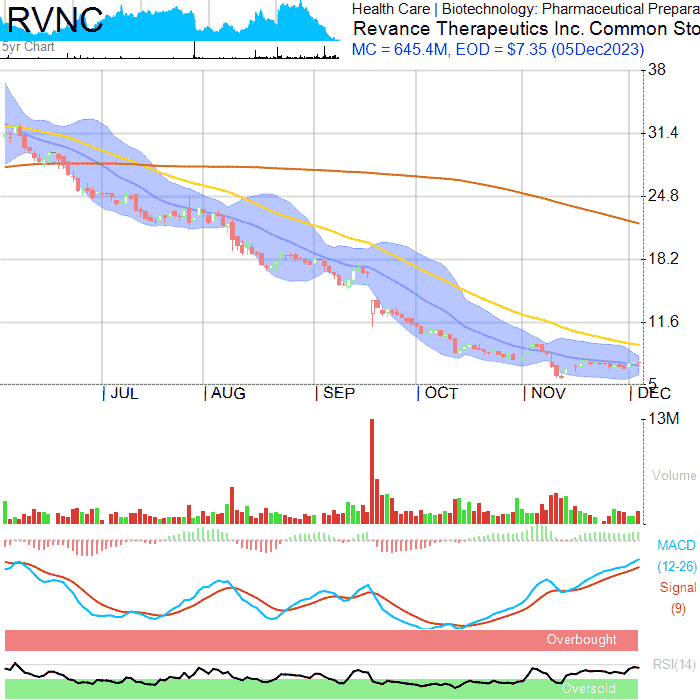 RVNC
5yr Chart
Health Care | Biotechnology: Pharmaceutical Prepara
Revance Therapeutics Inc. Common Sto
MC = 645.4M, EOD = $7.35 (05Dec2023)
38
31.4
24.8
18.2
11.6
5
JUL AUG SEP OCT NOV DEC
13M
Volume
MACD
(12-26)
Signal
(9)
Overbought
RSI(14)
Oversold